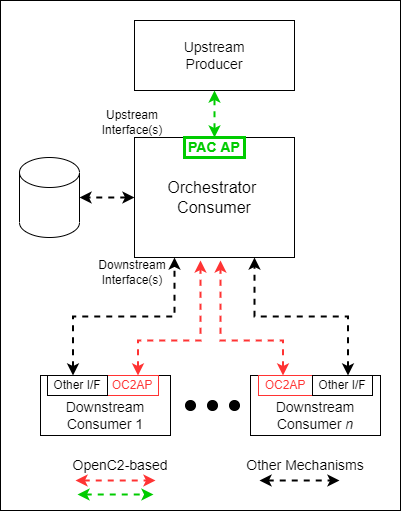 Upstream
Producer
Upstream
Interface(s)
PAC AP
Orchestrator
Consumer
Downstream
Interface(s)
Other I/F
OC2AP
Downstream
Consumer 1
OC2AP
Other I/F
Downstream
Consumer n
OpenC2-based
Other Mechanisms